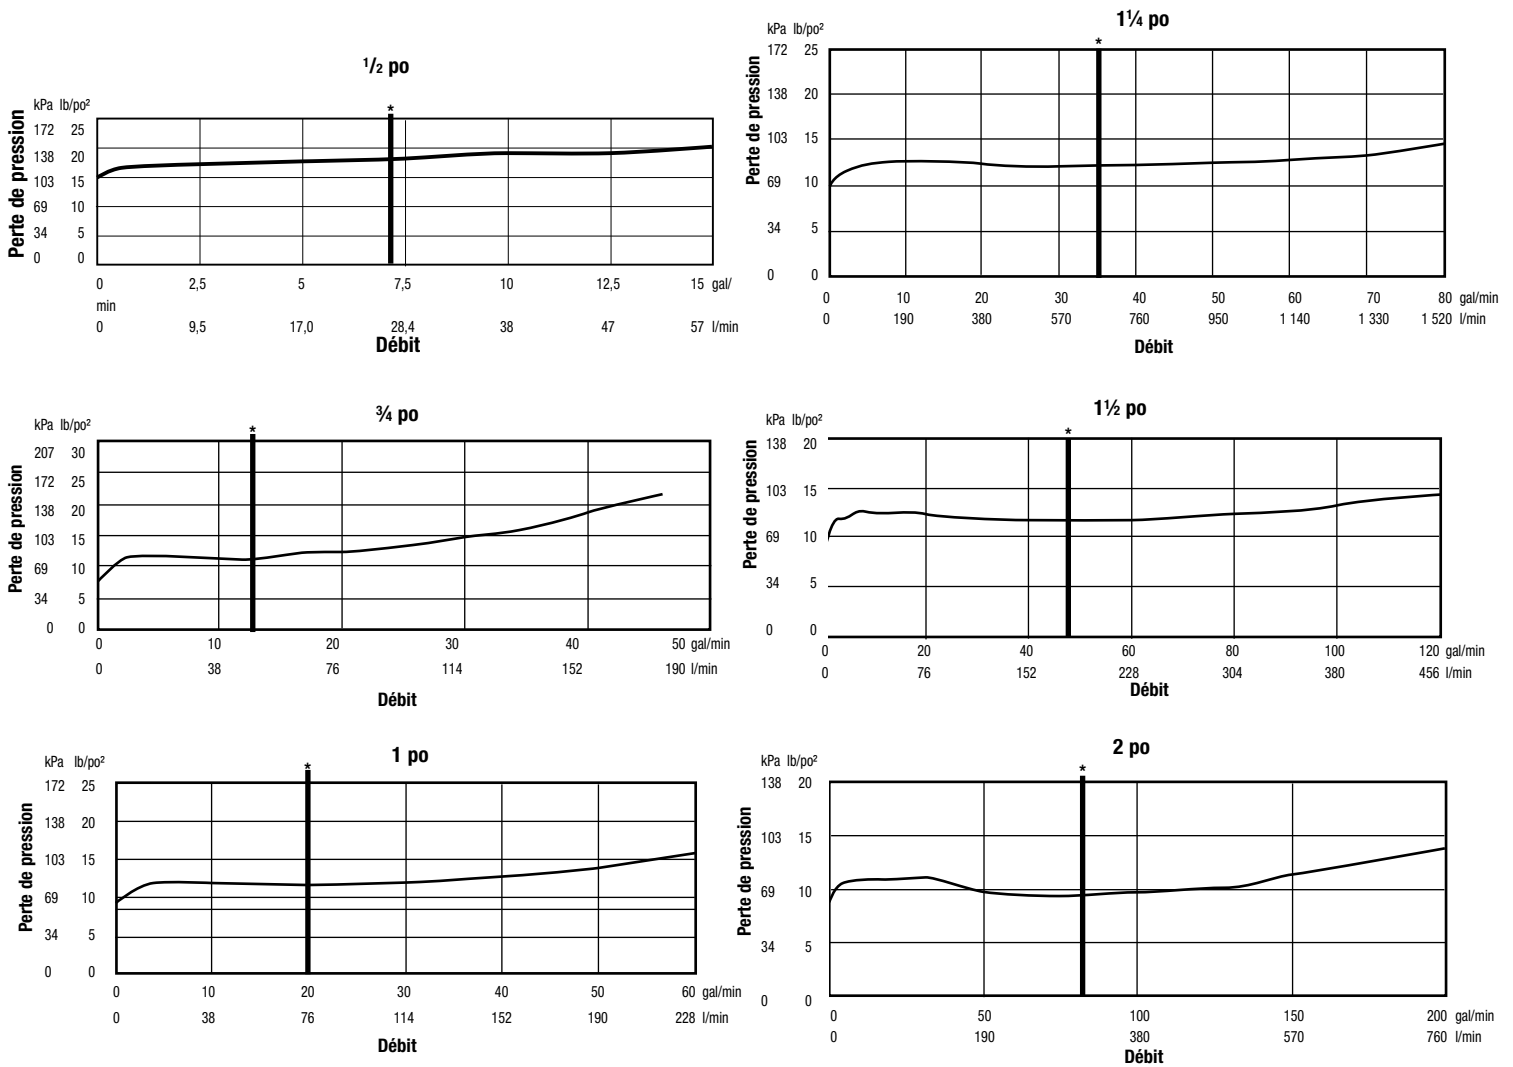 ½ po
*
kPa lb/po²
172 25
138 20
103 15
69 10
34 5
0 0
Perte de pression
0 2,5 5 7,5 10 12,5 15 gal/
min
0 9,5 17,0 28,4 38 47 57 l/min
Débit
¾ po
*
kPa lb/po²
207 30
172 25
138 20
103 15
69 10
34 5
0 0
Perte de pression
0 10 20 30 40 50 gal/min
0 38 76 114 152 190 l/min
Débit
1 po
*
kPa lb/po²
172 25
138 20
103 15
69 10
34 5
0 0
Perte de pression
0 10 20 30 40 50 60 gal/min
0 38 76 114 152 190 228 l/min
Débit
1¼ po
*
kPa lb/po²
172 25
138 20
103 15
69 10
34 5
0 0
Perte de pression
0 10 20 30 40 50 60 70 80 gal/min
0 190 380 570 760 950 1 140 1 330 1 520 l/min
Débit
1½ po
*
kPa lb/po²
138 20
103 15
69 10
34 5
0 0
Perte de pression
0 20 40 60 80 100 120 gal/min
0 76 152 228 304 380 456 l/min
Débit
2 po
*
kPa lb/po²
138 20
103 15
69 10
34 5
0 0
Perte de pression
0 50 100 150 200 gal/min
0 190 380 570 760 l/min
Débit